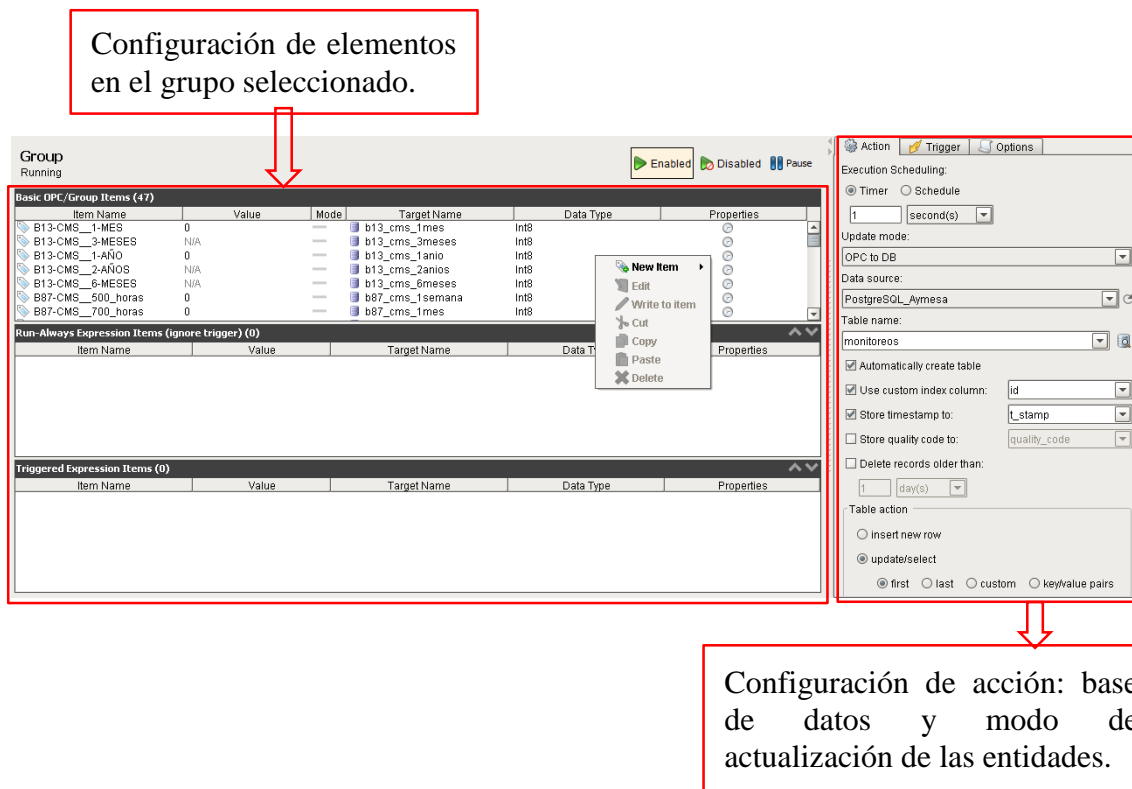 Configuración de elementos
en el grupo seleccionado.
Group
Running
Enabled Disabled Pause
Basic OPC/Group Items (47)
Item Name Value Mode Target Name Data Type Properties
B13-CMS__1-MES 0 b13_cms_1mes Int8
B13-CMS__3-MESES N/A b13_cms_3meses Int8
B13-CMS__1-AÑO 0 b13_cms_1anio Int8
B13-CMS__2-AÑOS N/A b13_cms_2anios Int8
B13-CMS__6-MESES N/A b13_cms_6meses Int8
B87-CMS__500_horas 0 b87_cms_1semana Int8
B87-CMS__700_horas 0 b87_cms_1mes Int8
New Item
Edit
Write to item
Cut
Copy
Paste
Delete
Run-Always Expression Items (ignore trigger) (0)
Item Name Value Target Name Data T Properties
Triggered Expression Items (0)
Item Name Value Target Name Data Type Properties
Action Trigger Options
Execution Scheduling:
Timer Schedule
1 second(s)
Update mode:
OPC to DB
Data source:
PostgreSQL_Aymesa
Table name:
monitoreos
Automatically create table
Use custom index column: id
Store timestamp to: t_stamp
Store quality code to: quality_code
Delete records older than:
1 day(s)
Table action
insert new row
update/select
first last custom key/value pairs
Configuración de acción: base
de datos y modo de
actualización de las entidades.